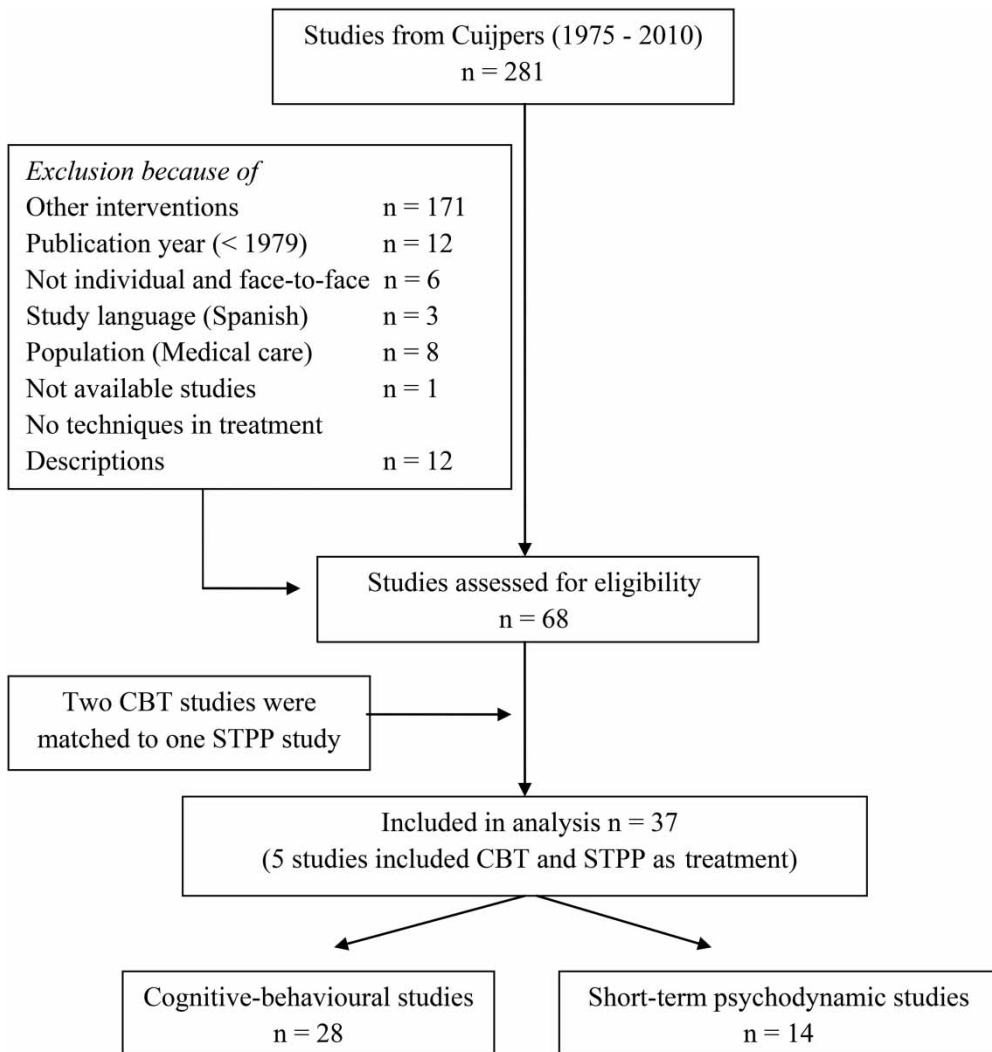 Studies from Cuijpers (1975 - 2010)
n = 281
Exclusion because of
Other interventions n = 171
Publication year (< 1979) n = 12
Not individual and face-to-face n = 6
Study language (Spanish) n = 3
Population (Medical care) n = 8
Not available studies n = 1
No techniques in treatment
Descriptions n = 12
Studies assessed for eligibility
n = 68
Two CBT studies were
matched to one STPP study
Included in analysis n = 37
(5 studies included CBT and STPP as treatment)
Cognitive-behavioural studies
n = 28
Short-term psychodynamic studies
n = 14